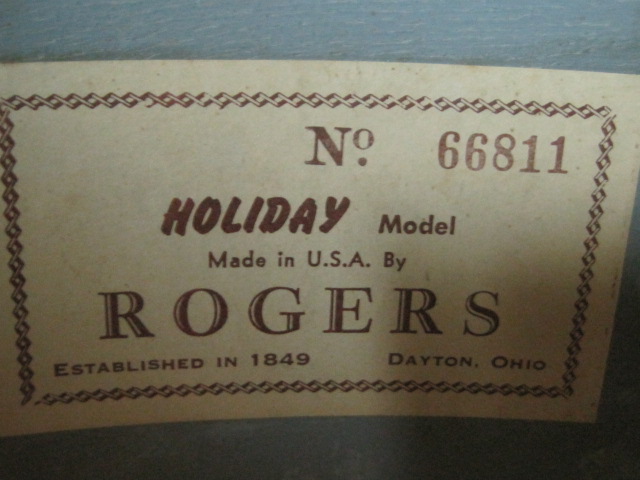 Nº 66811
HOLIDAY Model
Made in U.S.A. By
ROGERS
ESTABLISHED IN 1849 DAYTON, OHIO